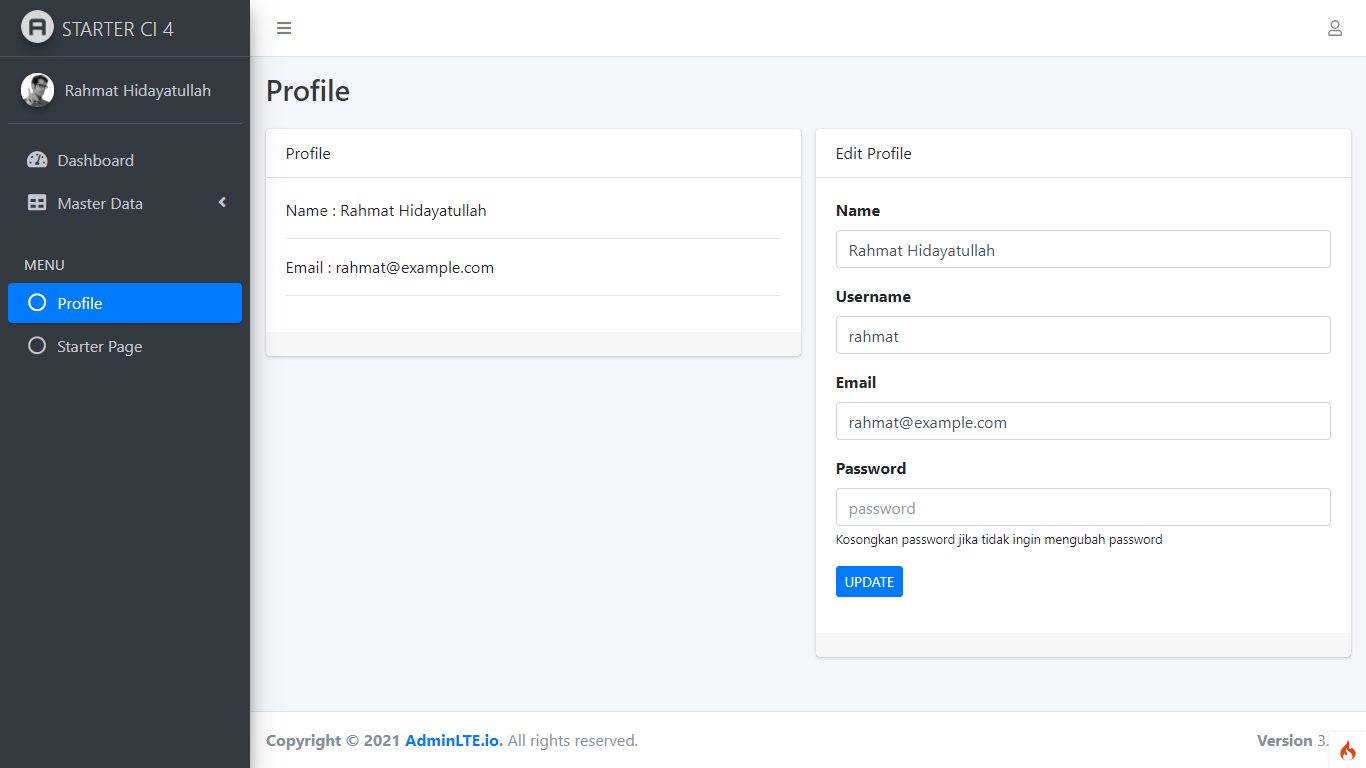 STARTER CI 4
Rahmat Hidayatullah
Dashboard
Master Data
MENU
Profile
Starter Page
Profile
Profile
Name : Rahmat Hidayatullah
Email : rahmat@example.com
Edit Profile
Name
Rahmat Hidayatullah
Username
rahmat
Email
rahmat@example.com
Password
password
Kosongkan password jika tidak ingin mengubah password
UPDATE
Copyright © 2021 AdminLTE.io. All rights reserved.
Version 3.